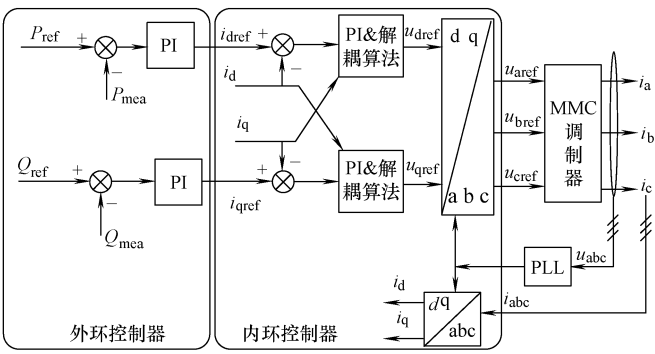 P_ref
+
−
P_mea
PI
i_dref
+
−
i_d
i_q
PI&解
耦算法
u_dref
d q
a b c
u_aref
u_bref
u_cref
MMC
调
制
器
i_a
i_b
i_c
Q_ref
+
−
Q_mea
PI
i_qref
+
−
PI&解
耦算法
u_qref
PLL
u_abc
i_abc
i_d
i_q
dq
abc
外环控制器
内环控制器